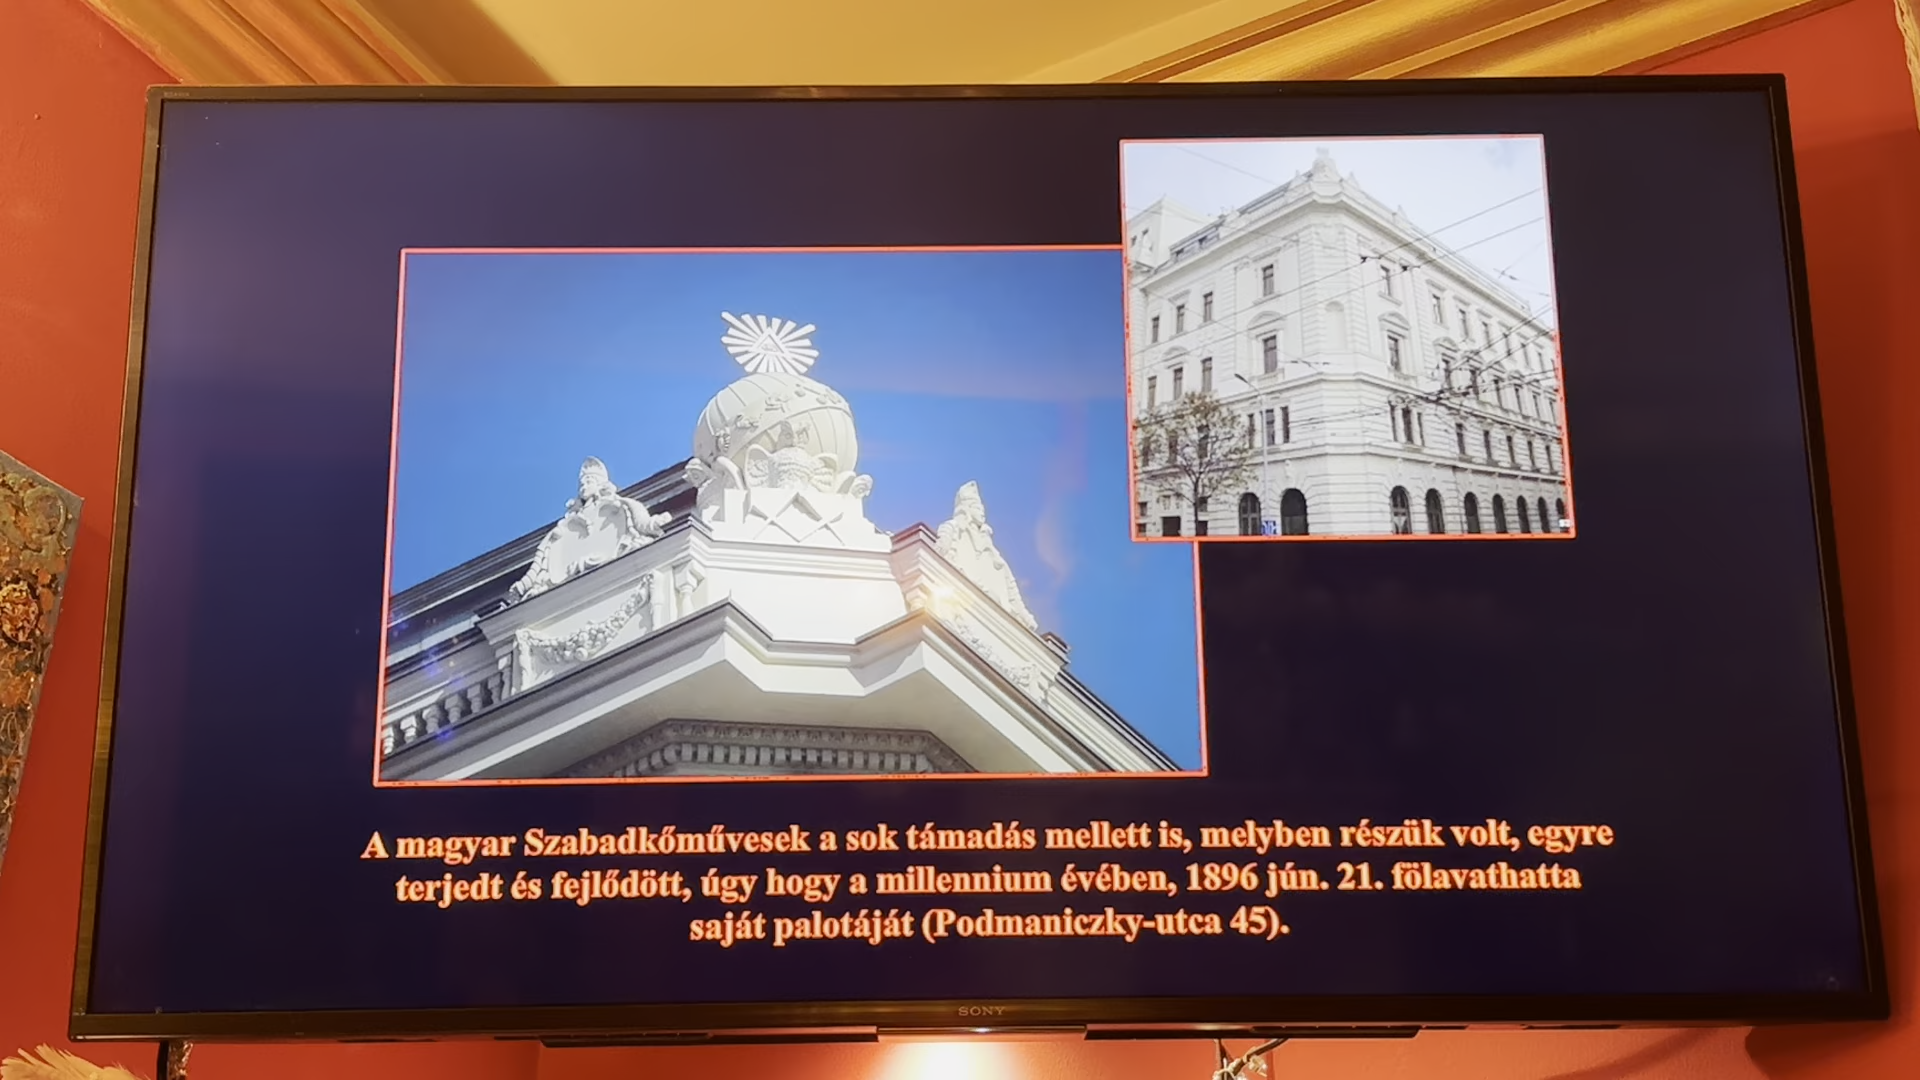 A magyar Szabadkőművesek a sok támadás mellett is, melyben részük volt, egyre
terjedt és fejlődött, úgy hogy a millennium évében, 1896 jún. 21. fölavathatta
saját palotáját (Podmaniczky-utca 45).
SONY